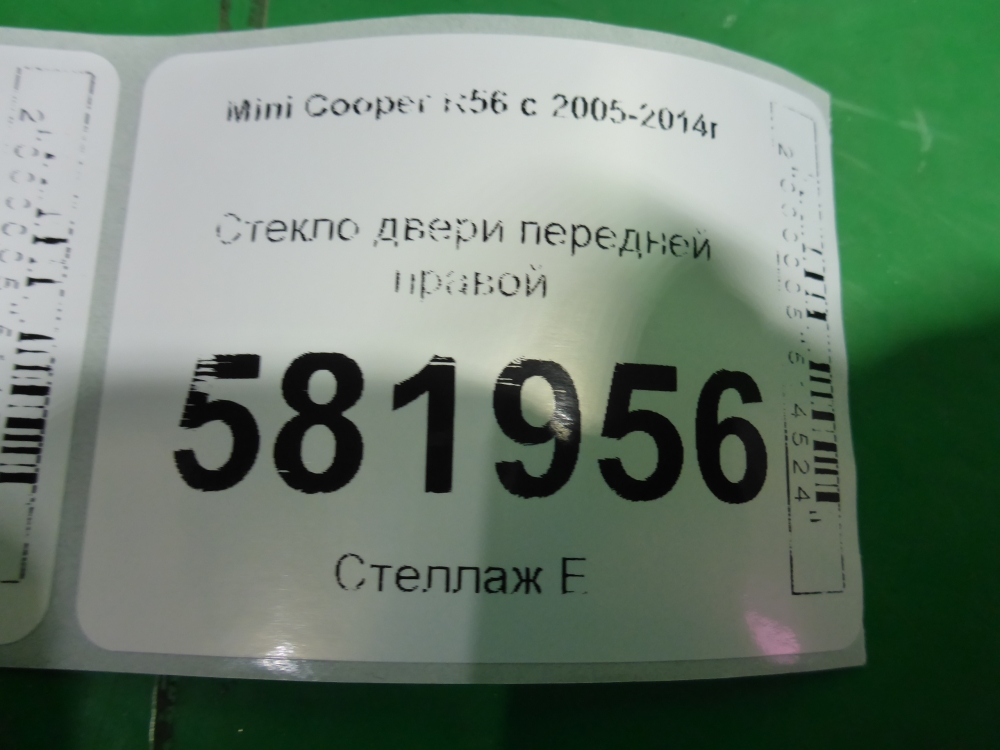 Mini Cooper R56 с 2005-2014г
Стекло двери передней
правой
581956
Стеллаж Е